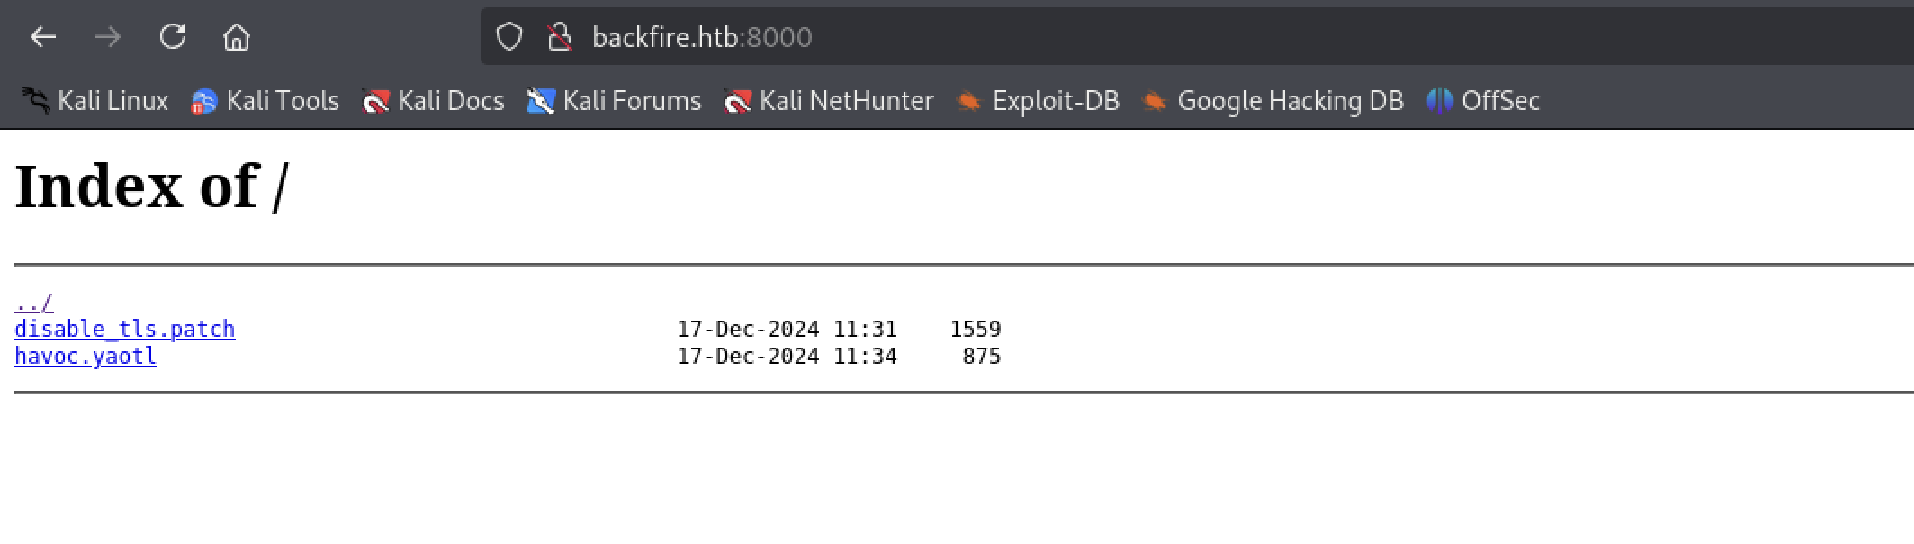 backfire.htb:8000
Kali Linux Kali Tools Kali Docs Kali Forums Kali NetHunter Exploit-DB Google Hacking DB OffSec
Index of /
../
disable_tls.patch 17-Dec-2024 11:31 1559
havoc.yaotl 17-Dec-2024 11:34 875